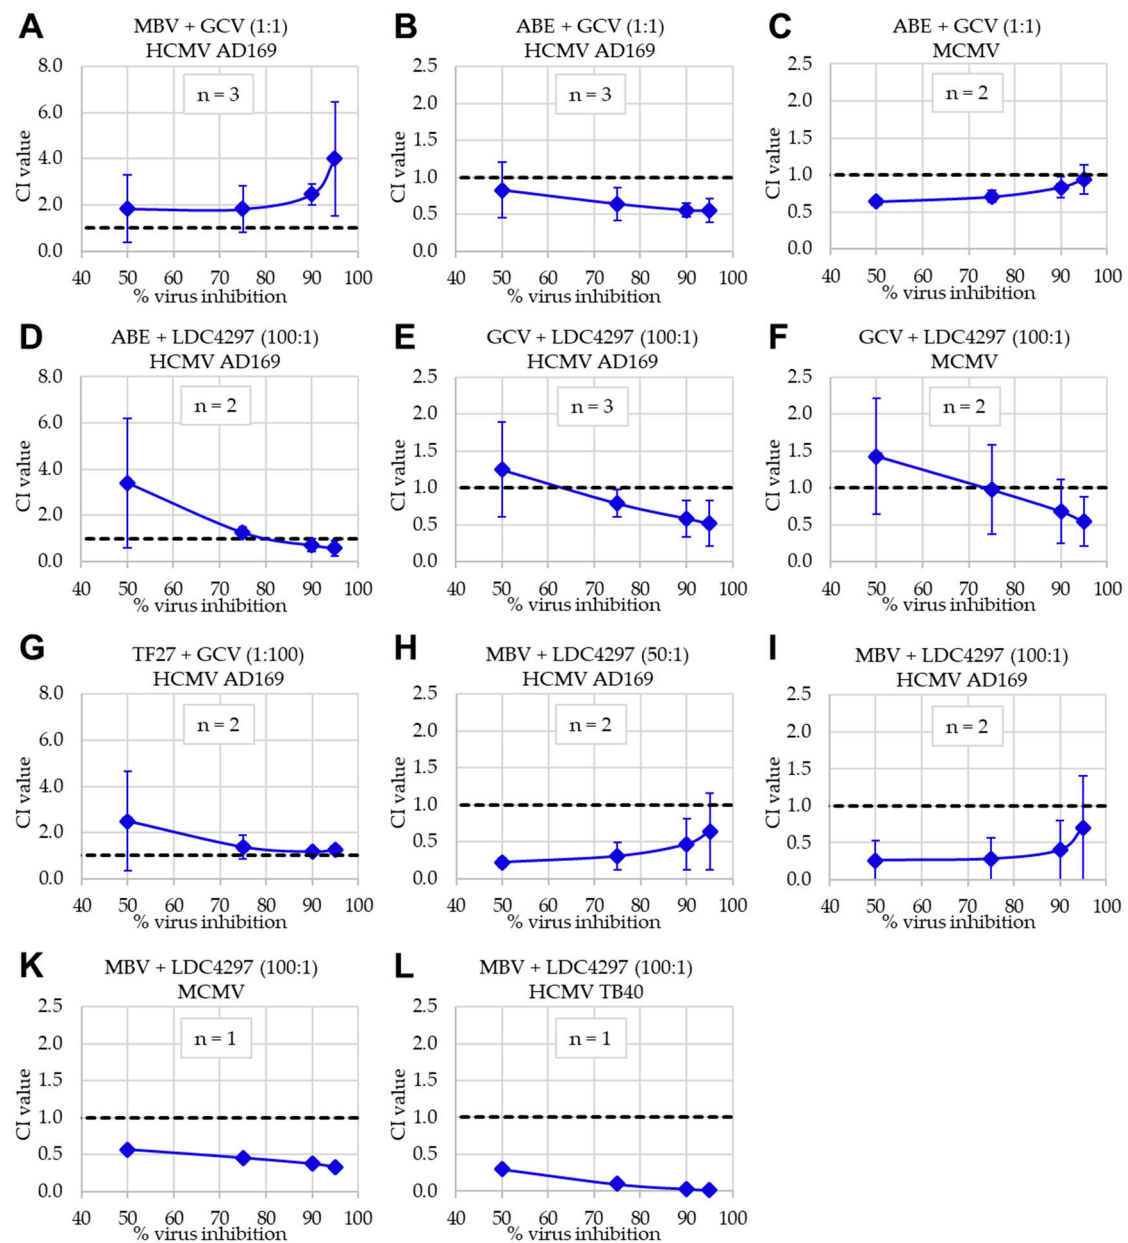 A
MBV + GCV (1:1)
HCMV AD169
n = 3
CI value
8.0
6.0
4.0
2.0
0.0
40 50 60 70 80 90 100
% virus inhibition
B
ABE + GCV (1:1)
HCMV AD169
n = 3
CI value
2.5
2.0
1.5
1.0
0.5
0.0
40 50 60 70 80 90 100
% virus inhibition
C
ABE + GCV (1:1)
MCMV
n = 2
CI value
2.5
2.0
1.5
1.0
0.5
0.0
40 50 60 70 80 90 100
% virus inhibition
D
ABE + LDC4297 (100:1)
HCMV AD169
n = 2
CI value
8.0
6.0
4.0
2.0
0.0
40 50 60 70 80 90 100
% virus inhibition
E
GCV + LDC4297 (100:1)
HCMV AD169
n = 3
CI value
2.5
2.0
1.5
1.0
0.5
0.0
40 50 60 70 80 90 100
% virus inhibition
F
GCV + LDC4297 (100:1)
MCMV
n = 2
CI value
2.5
2.0
1.5
1.0
0.5
0.0
40 50 60 70 80 90 100
% virus inhibition
G
TF27 + GCV (1:100)
HCMV AD169
n = 2
CI value
8.0
6.0
4.0
2.0
0.0
40 50 60 70 80 90 100
% virus inhibition
H
MBV + LDC4297 (50:1)
HCMV AD169
n = 2
CI value
2.5
2.0
1.5
1.0
0.5
0.0
40 50 60 70 80 90 100
% virus inhibition
I
MBV + LDC4297 (100:1)
HCMV AD169
n = 2
CI value
2.5
2.0
1.5
1.0
0.5
0.0
40 50 60 70 80 90 100
% virus inhibition
K
MBV + LDC4297 (100:1)
MCMV
n = 1
CI value
2.5
2.0
1.5
1.0
0.5
0.0
40 50 60 70 80 90 100
% virus inhibition
L
MBV + LDC4297 (100:1)
HCMV TB40
n = 1
CI value
2.5
2.0
1.5
1.0
0.5
0.0
40 50 60 70 80 90 100
% virus inhibition